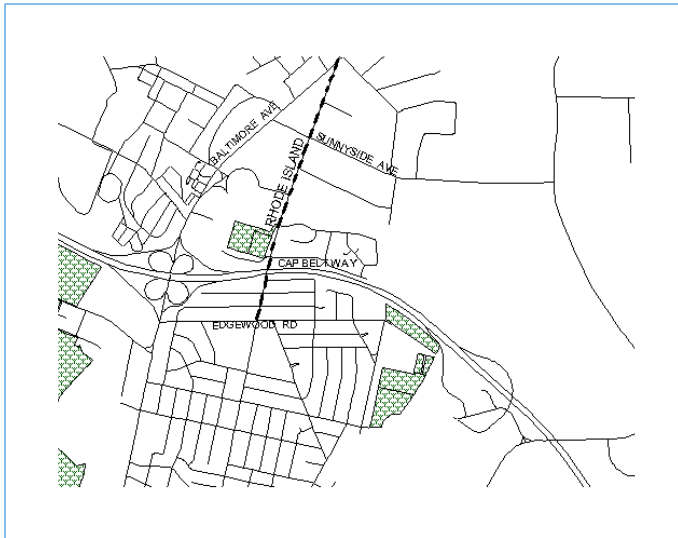 BALTIMORE AVE
SUNNYSIDE AVE
RHODE ISLAND
CAP BELTWAY
EDGEWOOD RD